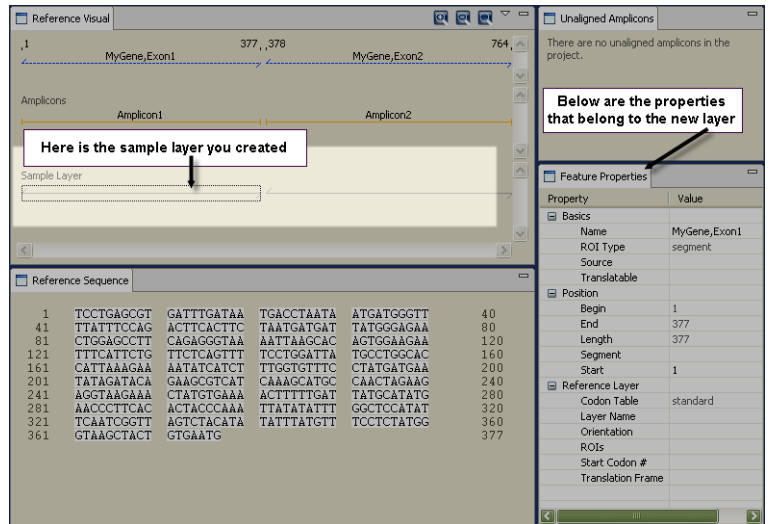 Reference Visual
,1 377,,378 764,
MyGene,Exon1 MyGene,Exon2
Amplicons
Amplicon1 Amplicon2
Here is the sample layer you created
Sample Layer
Reference Sequence
1 TCCTGAGCGT GATTTGATAA TGACCTAATA ATGATGGGTT 40
41 TTATTTCCAG ACTTCACTTC TAATGATGAT TATGGGAGAA 80
81 CTGGAGCCTT CAGAGGGTAA AATTAAGCAC AGTGGAAGAA 120
121 TTTCATTCTG TTCTCAGTTT TCCTGGATTA TGCCTGGCAC 160
161 CATTAAAGAA AATATCATCT TTGGTGTTTC CTATGATGAA 200
201 TATAGATACA GAAGCGTCAT CAAAGCATGC CAACTAGAAG 240
241 AGGTAAGAAA CTATGTGAAA ACTTTTTGAT TATGCATATG 280
281 AACCCTTCAC ACTACCCAAA TTATATATTT GGCTCCATAT 320
321 TCAATCGGTT AGTCTACATA TATTTATGTT TCCTCTATGG 360
361 GTAAGCTACT GTGAATG 377
Unaligned Amplicons
There are no unaligned amplicons in the
project.
Below are the properties
that belong to the new layer
Feature Properties
Property Value
Basics
Name MyGene,Exon1
ROI Type segment
Source
Translatable
Position
Begin 1
End 377
Length 377
Segment
Start 1
Reference Layer
Codon Table standard
Layer Name
Orientation
ROIs
Start Codon #
Translation Frame